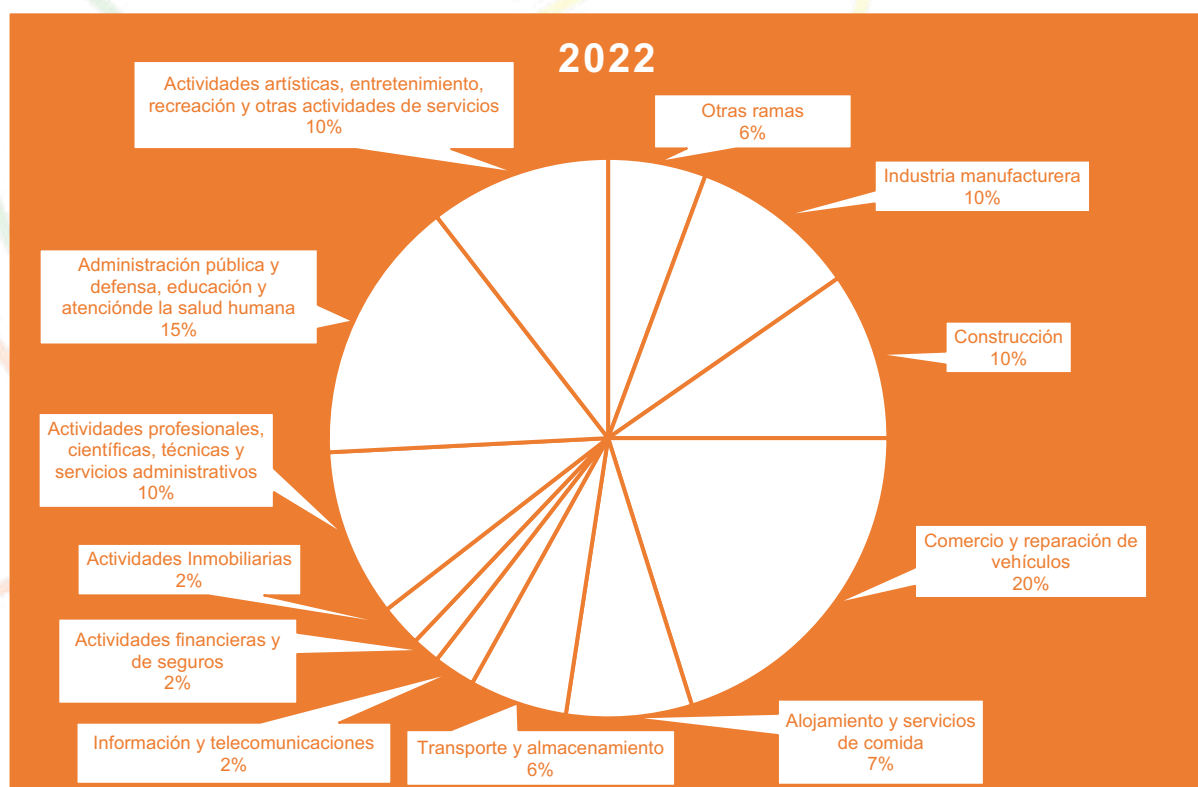 2022
Actividades artísticas, entretenimiento,
recreación y otras actividades de servicios
10%
Otras ramas
6%
Industria manufacturera
10%
Administración pública y
defensa, educación y
atenciónde la salud humana
15%
Construcción
10%
Actividades profesionales,
científicas, técnicas y
servicios administrativos
10%
Comercio y reparación de
vehículos
20%
Actividades Inmobiliarias
2%
Actividades financieras y
de seguros
2%
Información y telecomunicaciones
2%
Transporte y almacenamiento
6%
Alojamiento y servicios
de comida
7%